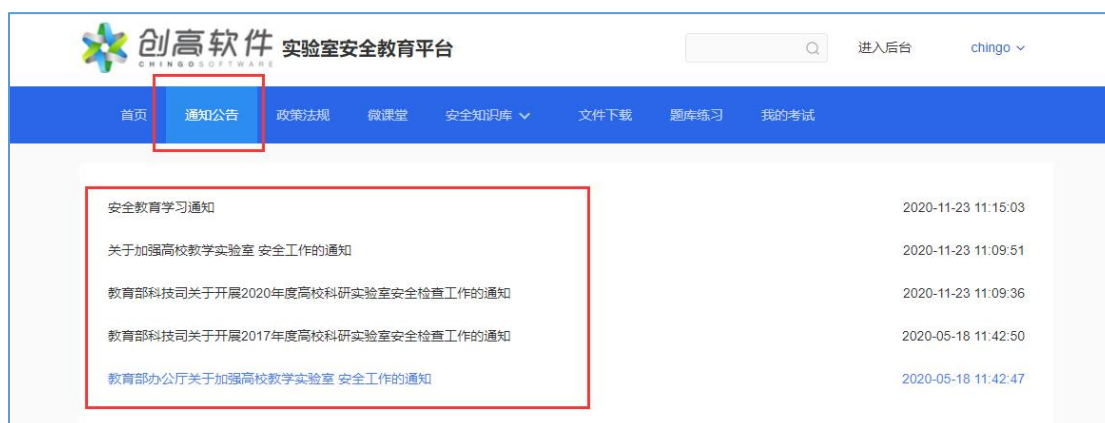 创高软件 实验室安全教育平台
CHINGOSOFTWARE
进入后台 chingo
首页 通知公告 政策法规 微课堂 安全知识库 文件下载 题库练习 我的考试
安全教育学习通知 2020-11-23 11:15:03
关于加强高校教学实验室 安全工作的通知 2020-11-23 11:09:51
教育部科技司关于开展2020年度高校科研实验室安全检查工作的通知 2020-11-23 11:09:36
教育部科技司关于开展2017年度高校科研实验室安全检查工作的通知 2020-05-18 11:42:50
教育部办公厅关于加强高校教学实验室 安全工作的通知 2020-05-18 11:42:47